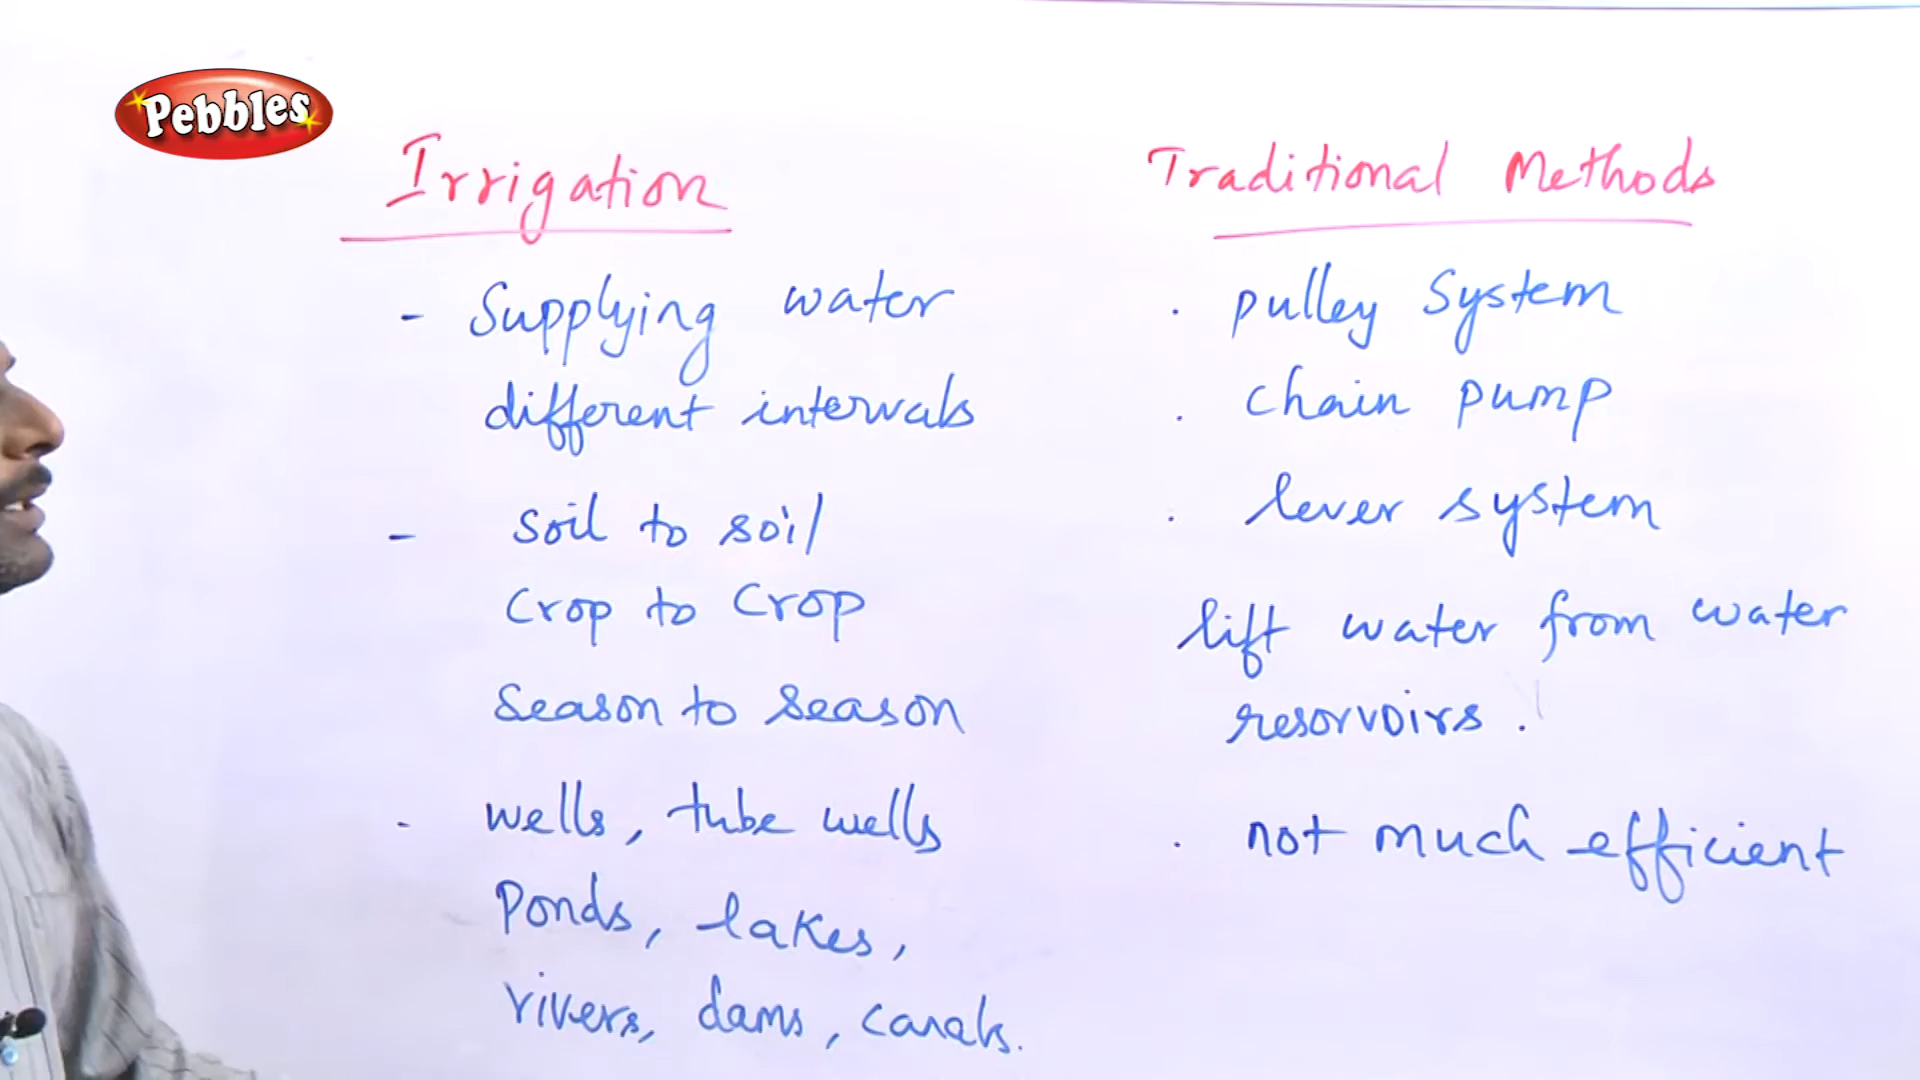 Pebbles
Irrigation
- Supplying water
different intervals
- soil to soil
Crop to Crop
Season to season
- wells, tube wells
Ponds, lakes,
rivers, dams, canals.
Traditional Methods
. pulley System
. chain pump
. lever system
lift water from water
resorvoirs.
. not much efficient